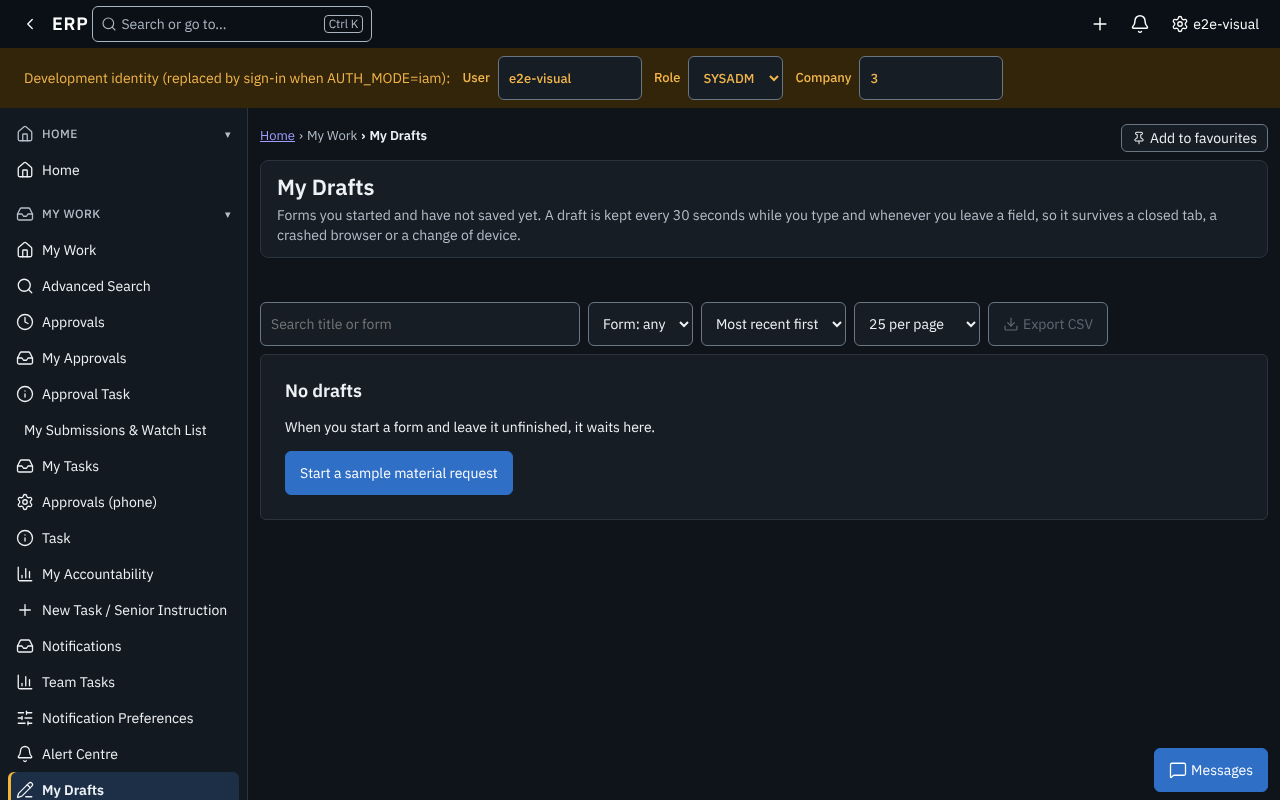 ERP
Search or go to...
Ctrl K
e2e-visual
Development identity (replaced by sign-in when AUTH_MODE=iam):
User
e2e-visual
Role
SYSADM
Company
3
HOME
Home
MY WORK
My Work
Advanced Search
Approvals
My Approvals
Approval Task
My Submissions & Watch List
My Tasks
Approvals (phone)
Task
My Accountability
New Task / Senior Instruction
Notifications
Team Tasks
Notification Preferences
Alert Centre
My Drafts
Home › My Work › My Drafts
Add to favourites
My Drafts
Forms you started and have not saved yet. A draft is kept every 30 seconds while you type and whenever you leave a field, so it survives a closed tab, a
crashed browser or a change of device.
Search title or form
Form: any
Most recent first
25 per page
Export CSV
No drafts
When you start a form and leave it unfinished, it waits here.
Start a sample material request
Messages